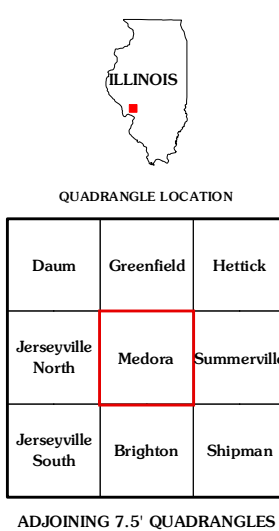 ILLINOIS
QUADRANGLE LOCATION
Daum Greenfield Hettick
Jerseyville
North Medora Summerville
Jerseyville
South Brighton Shipman
ADJOINING 7.5' QUADRANGLES